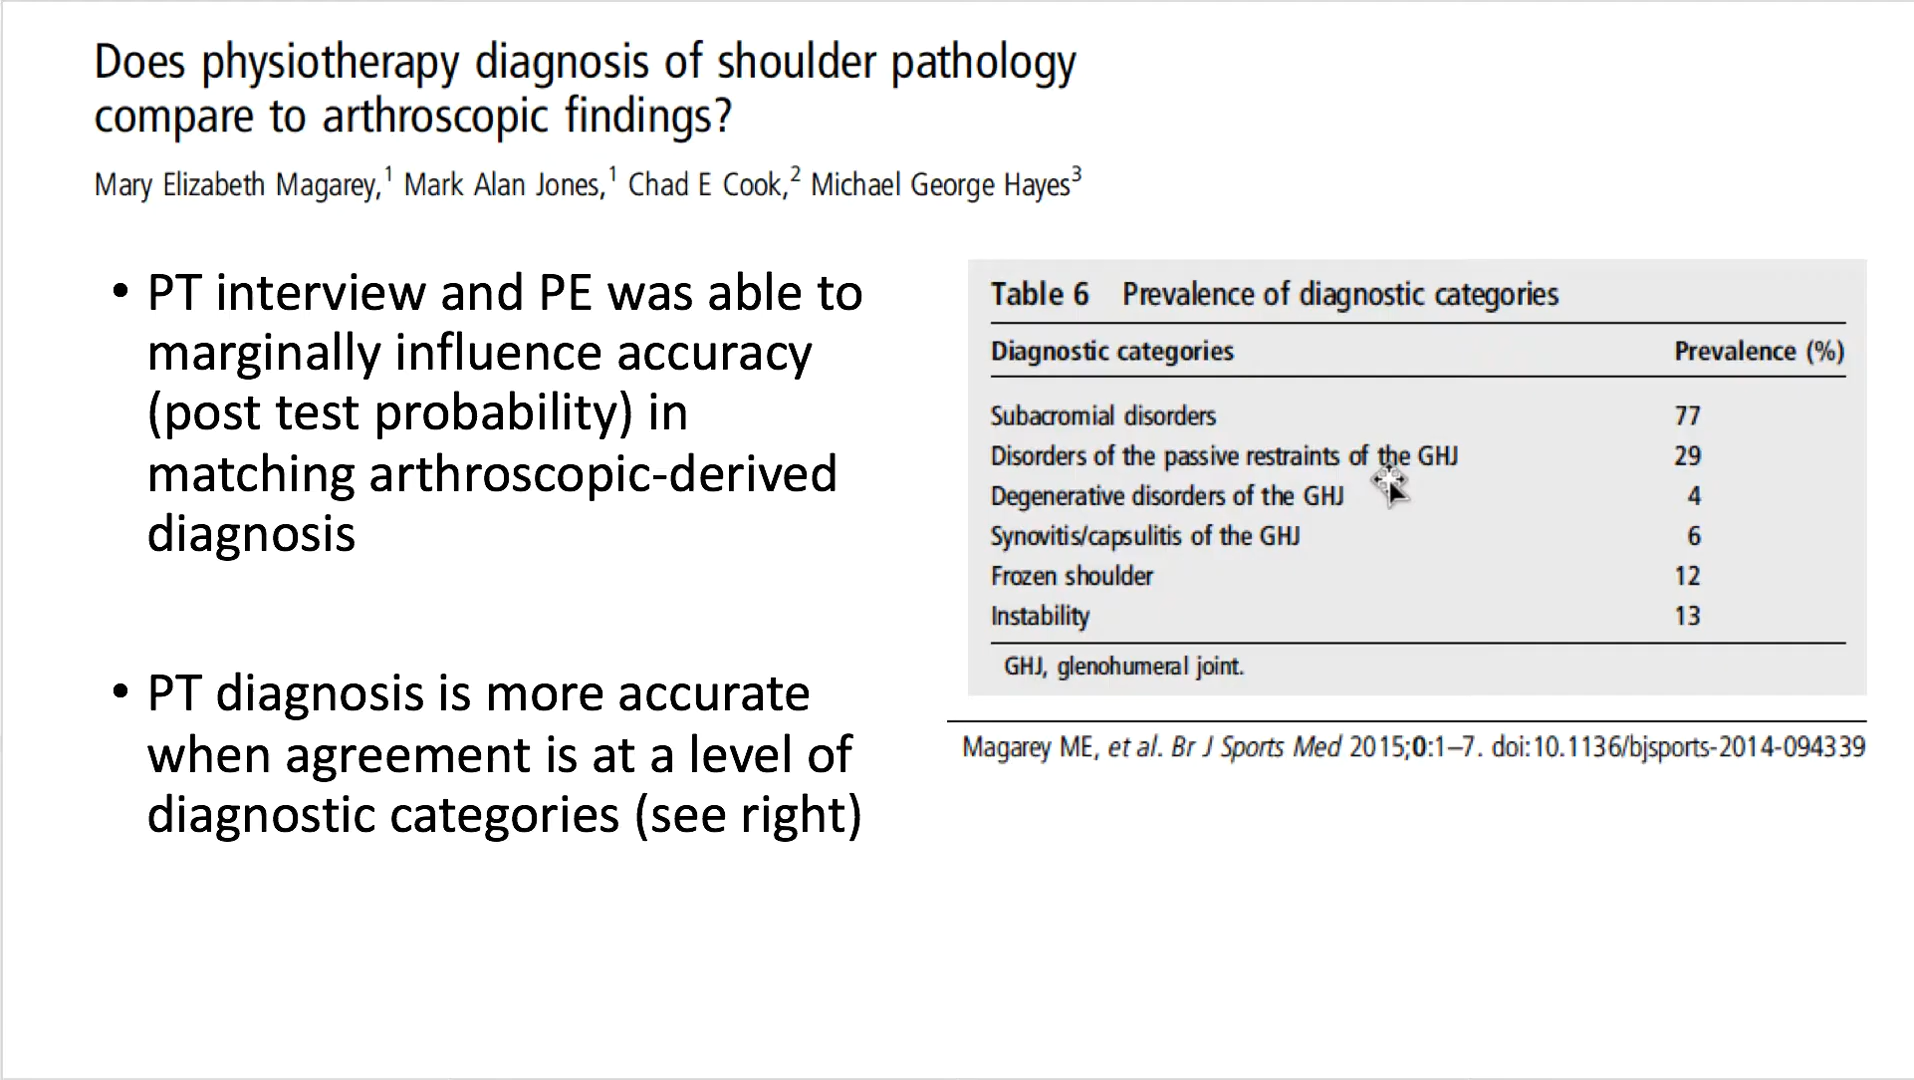 Does physiotherapy diagnosis of shoulder pathology
compare to arthroscopic findings?
Mary Elizabeth Magarey,1 Mark Alan Jones,1 Chad E Cook,2 Michael George Hayes3
• PT interview and PE was able to
marginally influence accuracy
(post test probability) in
matching arthroscopic-derived
diagnosis
• PT diagnosis is more accurate
when agreement is at a level of
diagnostic categories (see right)
Table 6 Prevalence of diagnostic categories
Diagnostic categories Prevalence (%)
Subacromial disorders 77
Disorders of the passive restraints of the GHJ 29
Degenerative disorders of the GHJ 4
Synovitis/capsulitis of the GHJ 6
Frozen shoulder 12
Instability 13
GHJ, glenohumeral joint.
Magarey ME, et al. Br J Sports Med 2015;0:1–7. doi:10.1136/bjsports-2014-094339